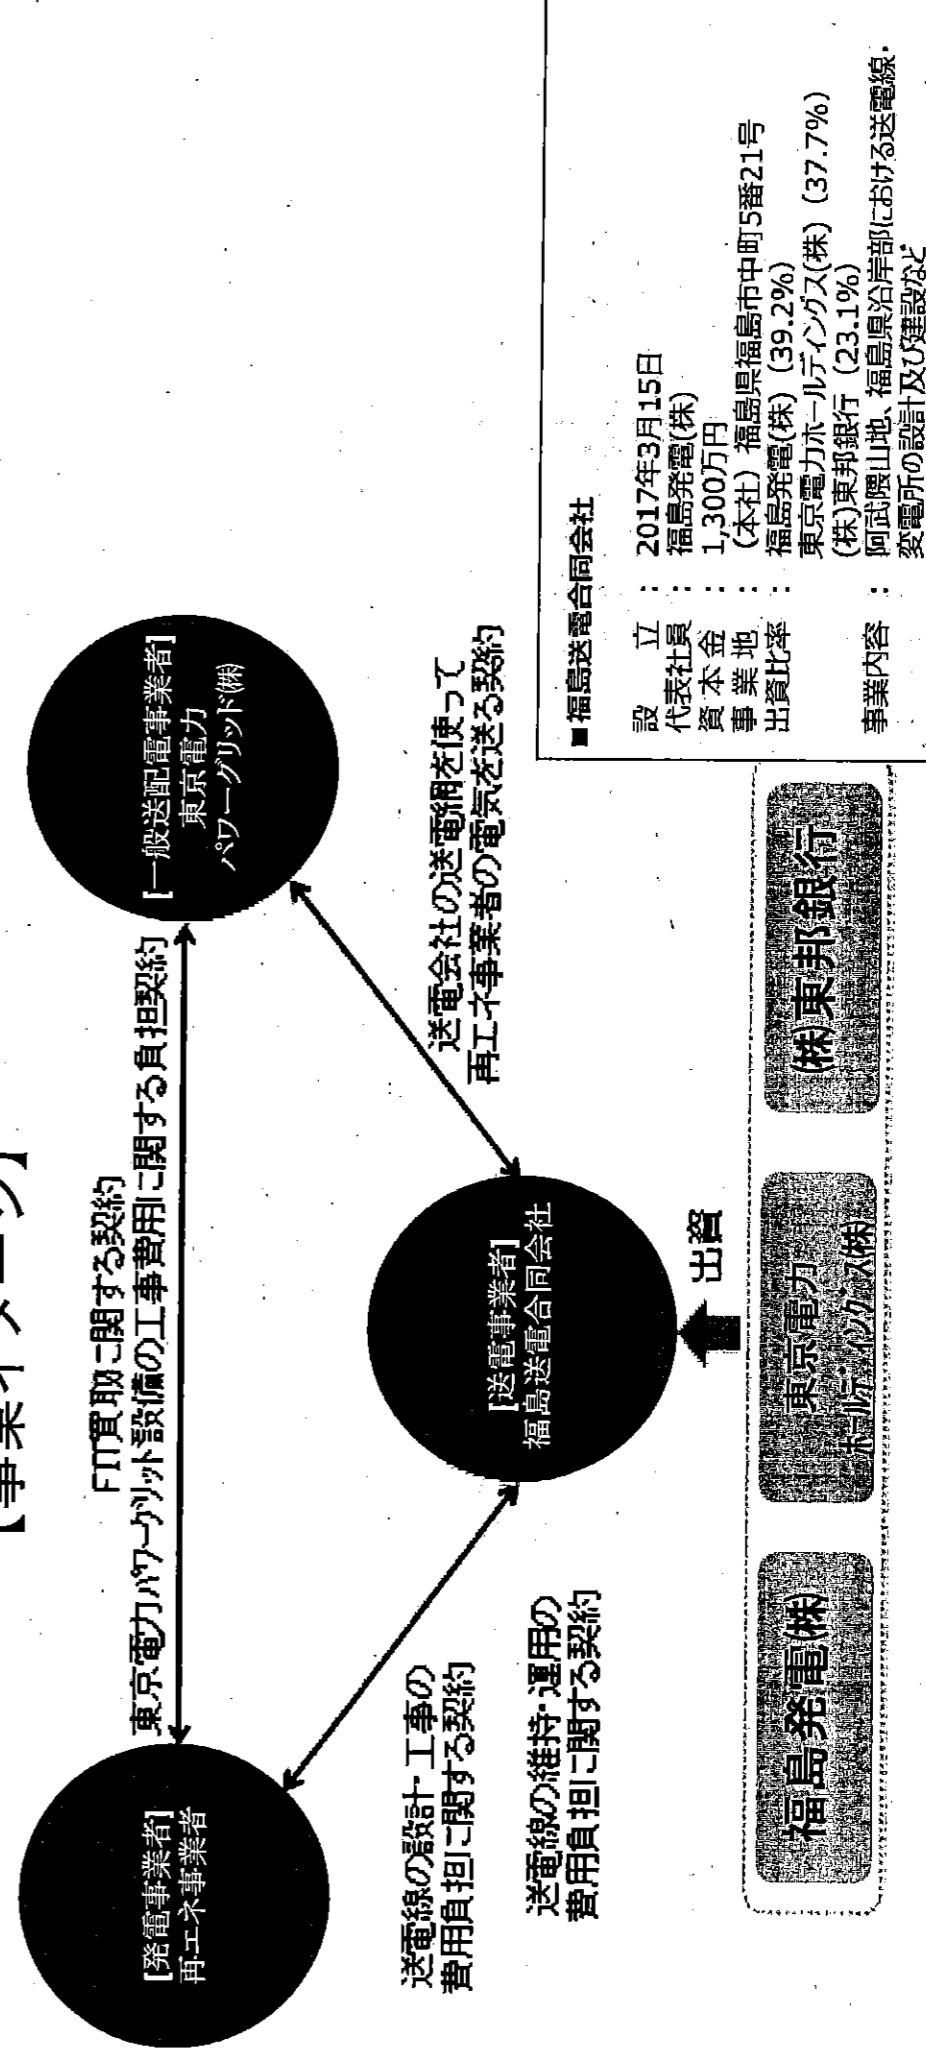 【事業イメージ】
FIT買取に関する契約
東京電力パワーグリット設備の工事費用に関する負担契約
[発電事業者]
再エネ事業者
[一般送配電事業者]
東京電力
パワーグリッド(株)
送電線の設計・工事の
費用負担に関する契約
[送電事業者]
福島送電合同会社
送電会社の送電網を使って
再エネ事業者の電気を送る契約
送電線の維持・運用の
費用負担に関する契約
出資
福島発電(株)
東京電力
ホールディングス(株)
(株)東邦銀行
■福島送電合同会社
設　立 : 2017年3月15日
代表社員 : 福島発電(株)
資本金 : 1,300万円
事業地 : (本社) 福島県福島市中町5番21号
出資比率 : 福島発電(株) (39.2%)
東京電力ホールディングス(株) (37.7%)
(株)東邦銀行 (23.1%)
事業内容 : 阿武隈山地、福島県沿岸部における送電線・
変電所の設計及び建設など